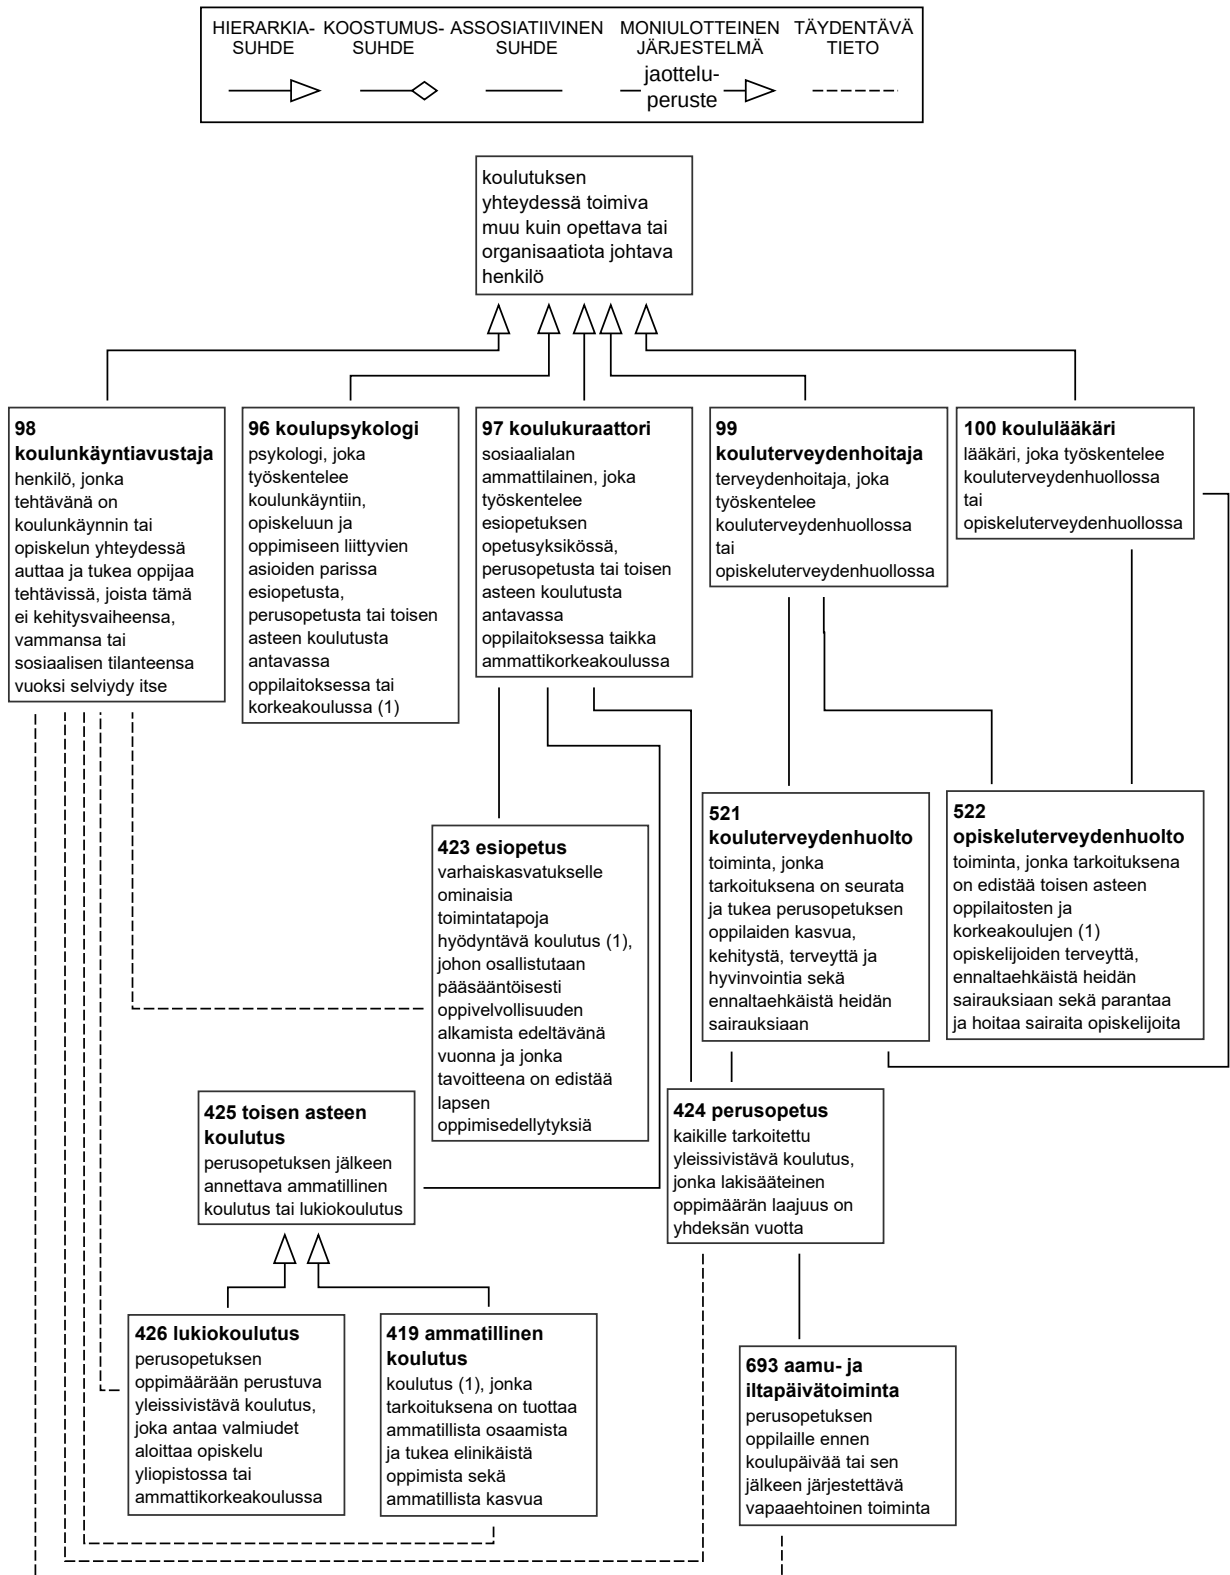 HIERARKIA-
SUHDE
KOOSTUMUS-
SUHDE
ASSOSIATIIVINEN
SUHDE
MONIULOTTEINEN
JÄRJESTELMÄ
jaottelu-
peruste
TÄYDENTÄVÄ
TIETO
koulutuksen
yhteydessä toimiva
muu kuin opettava tai
organisaatiota johtava
henkilö
98
koulunkäyntiavustaja
henkilö, jonka
tehtävänä on
koulunkäynnin tai
opiskelun yhteydessä
auttaa ja tukea oppijaa
tehtävissä, joista tämä
ei kehitysvaiheensa,
vammansa tai
sosiaalisen tilanteensa
vuoksi selviydy itse
96 koulupsykologi
psykologi, joka
työskentelee
koulunkäyntiin,
opiskeluun ja
oppimiseen liittyvien
asioiden parissa
esiopetusta,
perusopetusta tai toisen
asteen koulutusta
antavassa
oppilaitoksessa tai
korkeakoulussa (1)
97 koulukuraattori
sosiaalialan
ammattilainen, joka
työskentelee
esiopetuksen
opetusyksikössä,
perusopetusta tai toisen
asteen koulutusta
antavassa
oppilaitoksessa taikka
ammattikorkeakoulussa
99
kouluterveydenhoitaja
terveydenhoitaja, joka
työskentelee
kouluterveydenhuollossa
tai
opiskeluterveydenhuollossa
100 koululääkäri
lääkäri, joka työskentelee
kouluterveydenhuollossa
tai
opiskeluterveydenhuollossa
423 esiopetus
varhaiskasvatukselle
ominaisia
toimintatapoja
hyödyntävä koulutus (1),
johon osallistutaan
pääsääntöisesti
oppivelvollisuuden
alkamista edeltävänä
vuonna ja jonka
tavoitteena on edistää
lapsen
oppimisedellytyksiä
521
kouluterveydenhuolto
toiminta, jonka
tarkoituksena on seurata
ja tukea perusopetuksen
oppilaiden kasvua,
kehitystä, terveyttä ja
hyvinvointia sekä
ennaltaehkäistä heidän
sairauksiaan
522
opiskeluterveydenhuolto
toiminta, jonka tarkoituksena
on edistää toisen asteen
oppilaitosten ja
korkeakoulujen (1)
opiskelijoiden terveyttä,
ennaltaehkäistä heidän
sairauksiaan sekä parantaa
ja hoitaa sairaita opiskelijoita
425 toisen asteen
koulutus
perusopetuksen jälkeen
annettava ammatillinen
koulutus tai lukiokoulutus
424 perusopetus
kaikille tarkoitettu
yleissivistävä koulutus,
jonka lakisääteinen
oppimäärän laajuus on
yhdeksän vuotta
426 lukiokoulutus
perusopetuksen
oppimäärään perustuva
yleissivistävä koulutus,
joka antaa valmiudet
aloittaa opiskelu
yliopistossa tai
ammattikorkeakoulussa
419 ammatillinen
koulutus
koulutus (1), jonka
tarkoituksena on tuottaa
ammatillista osaamista
ja tukea elinikäistä
oppimista sekä
ammatillista kasvua
693 aamu- ja
iltapäivätoiminta
perusopetuksen
oppilaille ennen
koulupäivää tai sen
jälkeen järjestettävä
vapaaehtoinen toiminta